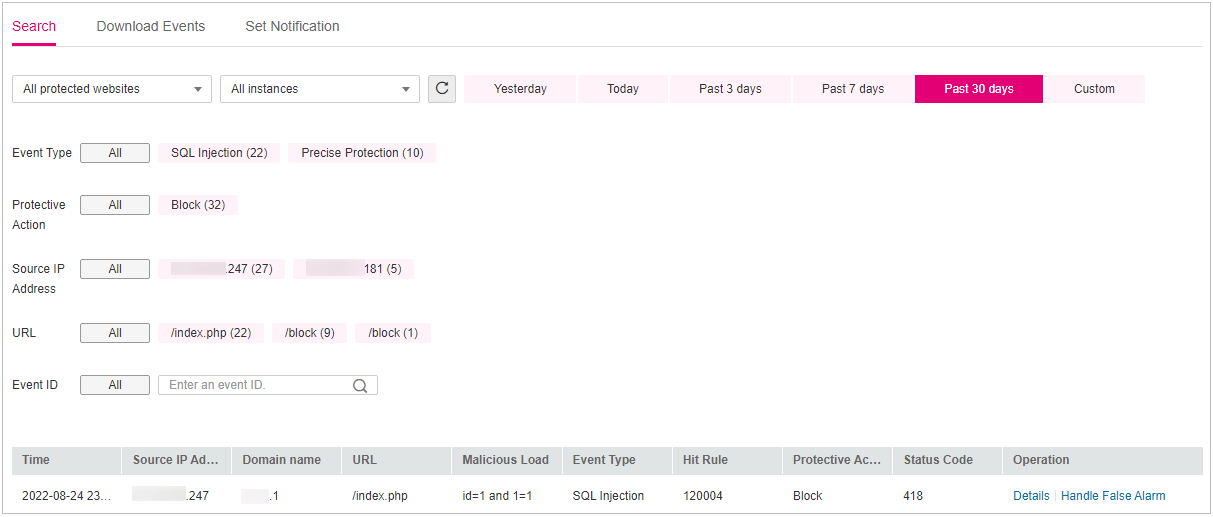 Search Download Events Set Notification
All protected websites All instances Yesterday Today Past 3 days Past 7 days Past 30 days Custom
Event Type All SQL Injection (22) Precise Protection (10)
Protective Action All Block (32)
Source IP Address All .247 (27) 181 (5)
URL All /index.php (22) /block (9) /block (1)
Event ID All Enter an event ID.
Time Source IP Ad... Domain name URL Malicious Load Event Type Hit Rule Protective Ac... Status Code Operation
2022-08-24 23... .247 .1 /index.php id=1 and 1=1 SQL Injection 120004 Block 418 Details Handle False Alarm